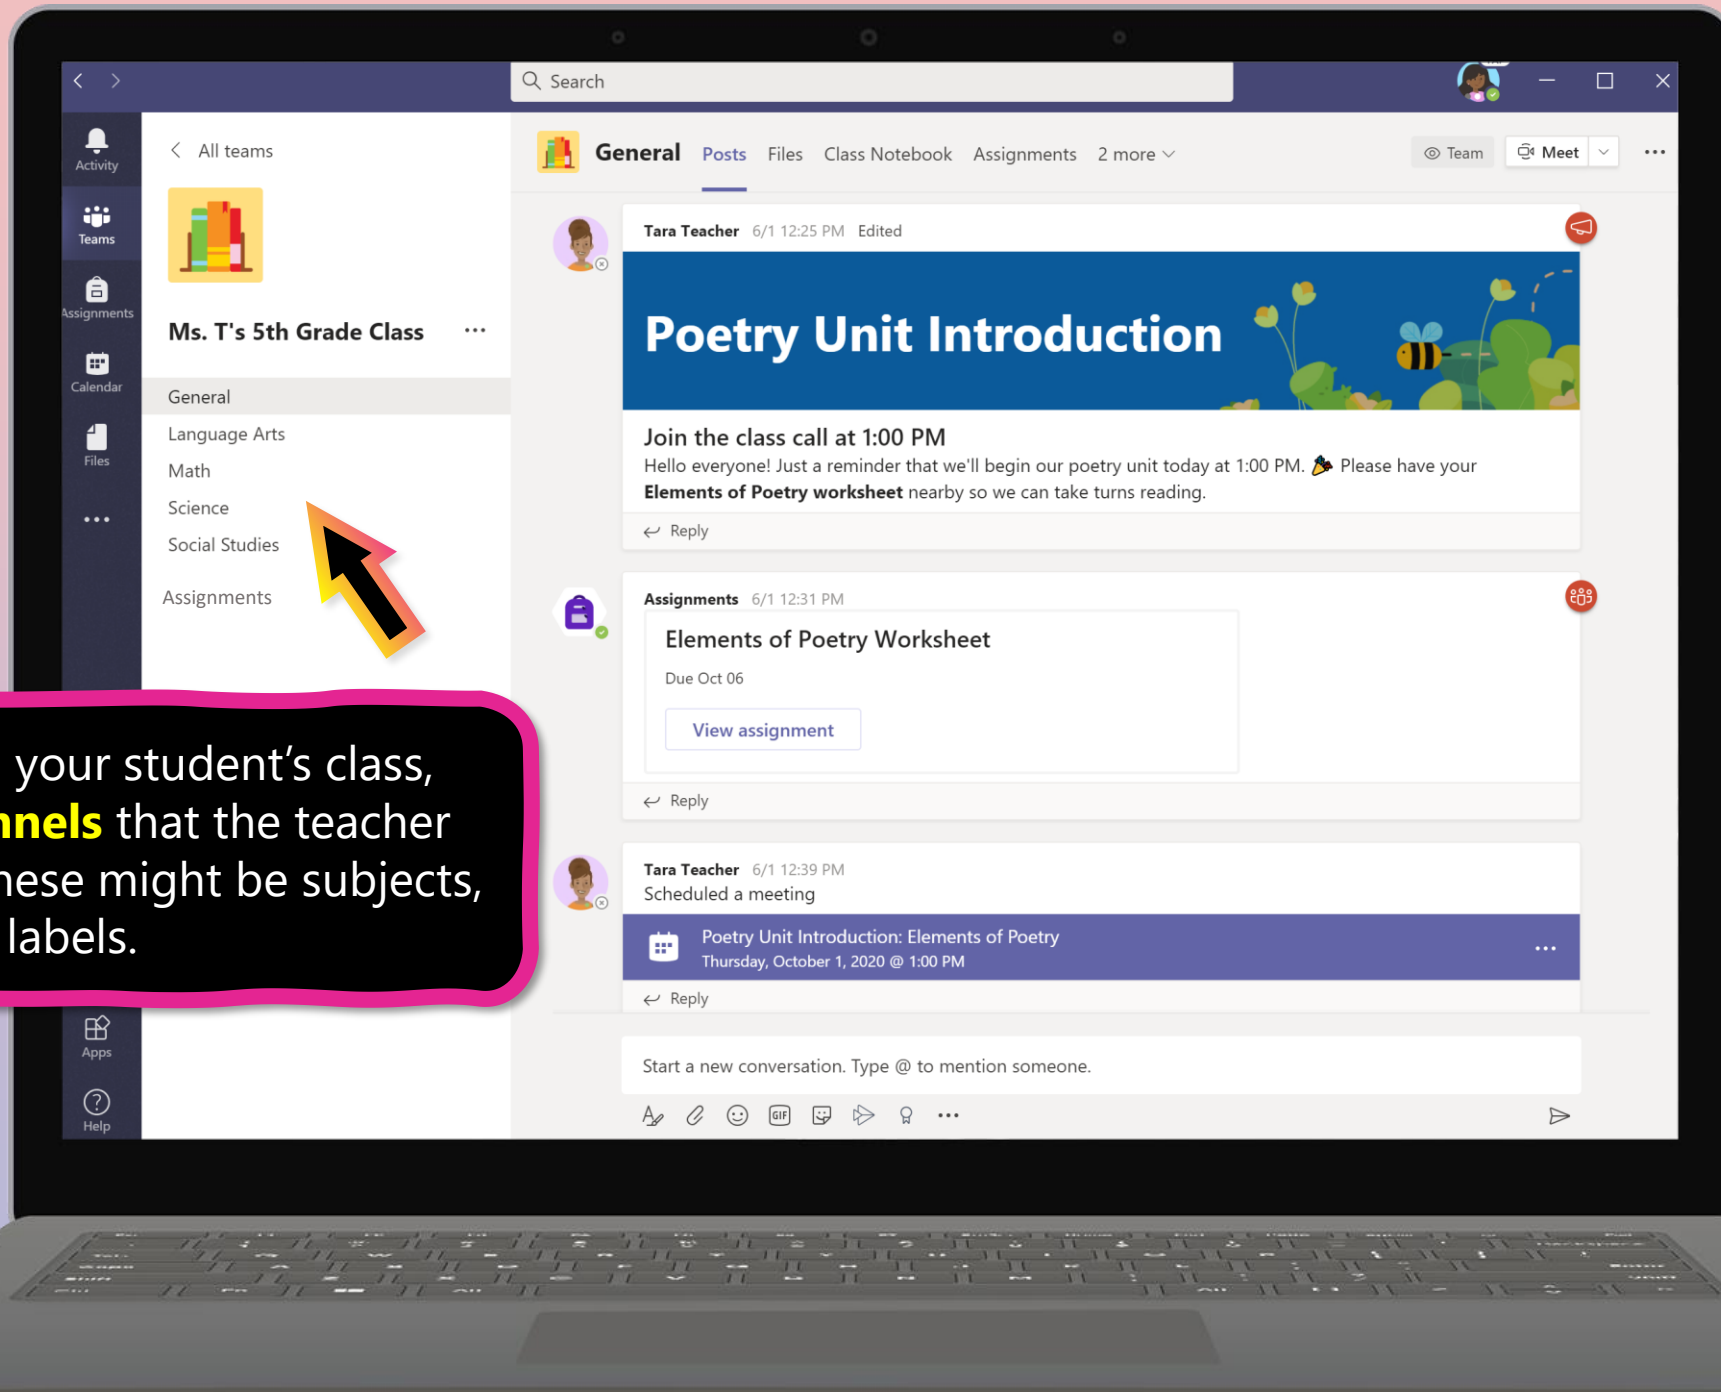 Search
Activity
Teams
Assignments
Calendar
Files
All teams
Ms. T's 5th Grade Class
General
Language Arts
Math
Science
Social Studies
Assignments
your student's class,
that the teacher
might be subjects,
labels.
Apps
Help
General Posts Files Class Notebook Assignments 2 more
Team
Meet
Tara Teacher 6/1 12:25 PM Edited
Poetry Unit Introduction
Join the class call at 1:00 PM
Hello everyone! Just a reminder that we'll begin our poetry unit today at 1:00 PM. 🎉 Please have your
Elements of Poetry worksheet nearby so we can take turns reading.
Reply
Assignments 6/1 12:31 PM
Elements of Poetry Worksheet
Due Oct 06
View assignment
Reply
Tara Teacher 6/1 12:39 PM
Scheduled a meeting
Poetry Unit Introduction: Elements of Poetry
Thursday, October 1, 2020 @ 1:00 PM
Reply
Start a new conversation. Type @ to mention someone.
GIF